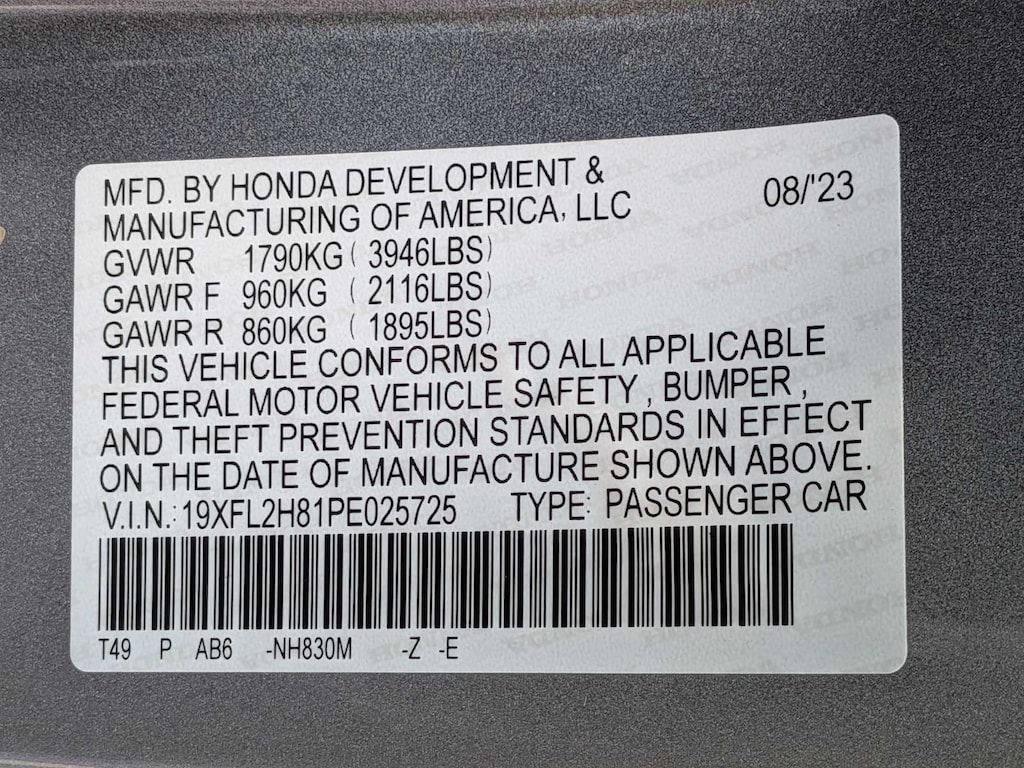 MFD. BY HONDA DEVELOPMENT &
MANUFACTURING OF AMERICA, LLC 08/'23
GVWR 1790KG ( 3946LBS)
GAWR F 960KG ( 2116LBS)
GAWR R 860KG ( 1895LBS)
THIS VEHICLE CONFORMS TO ALL APPLICABLE
FEDERAL MOTOR VEHICLE SAFETY , BUMPER ,
AND THEFT PREVENTION STANDARDS IN EFFECT
ON THE DATE OF MANUFACTURE SHOWN ABOVE.
V.I.N.: 19XFL2H81PE025725 TYPE: PASSENGER CAR
T49 P AB6 -NH830M -Z -E